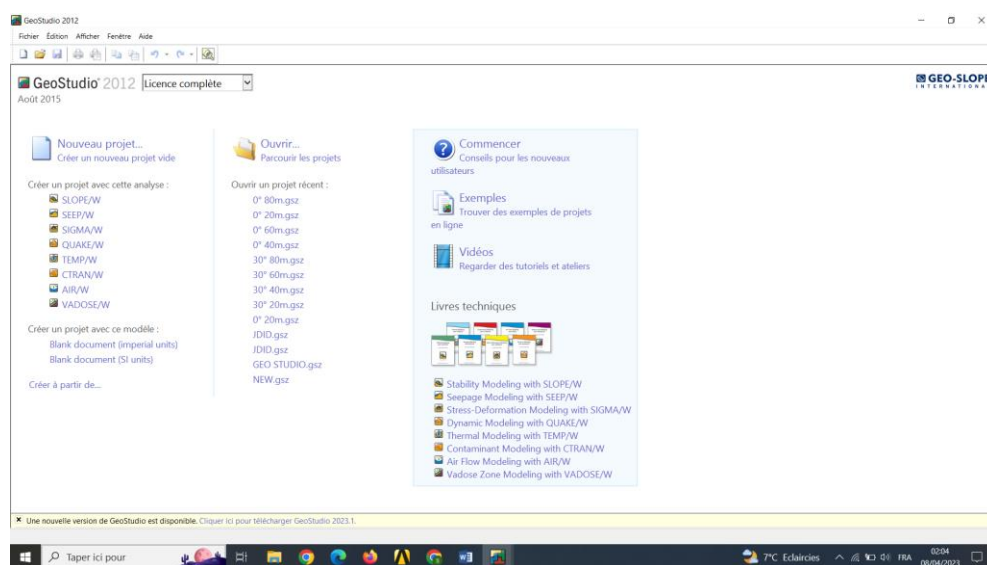 GeoStudio 2012
Fichier Édition Afficher Fenêtre Aide
GeoStudio 2012 Licence complète
Août 2015
GEO-SLOPE
INTERNATIONAL
Nouveau projet...
Créer un nouveau projet vide
Créer un projet avec cette analyse :
SLOPE/W
SEEP/W
SIGMA/W
QUAKE/W
TEMP/W
CTRAN/W
AIR/W
VADOSE/W
Créer un projet avec ce modèle :
Blank document (imperial units)
Blank document (SI units)
Créer à partir de...
Ouvrir...
Parcourir les projets
Ouvrir un projet récent :
0° 80m.gsz
0° 20m.gsz
0° 60m.gsz
0° 40m.gsz
30° 80m.gsz
30° 60m.gsz
30° 40m.gsz
30° 20m.gsz
0° 20m.gsz
JDID.gsz
JDID.gsz
GEO STUDIO.gsz
NEW.gsz
Commencer
Conseils pour les nouveaux
utilisateurs
Exemples
Trouver des exemples de projets
en ligne
Vidéos
Regarder des tutoriels et ateliers
Livres techniques
Stability Modeling with SLOPE/W
Seepage Modeling with SEEP/W
Stress-Deformation Modeling with SIGMA/W
Dynamic Modeling with QUAKE/W
Thermal Modeling with TEMP/W
Contaminant Modeling with CTRAN/W
Air Flow Modeling with AIR/W
Vadose Zone Modeling with VADOSE/W
Une nouvelle version de GeoStudio est disponible. Cliquer ici pour télécharger GeoStudio 2023.1.
Taper ici pour
7°C Eclaircies
FRA
02:04
08/04/2023